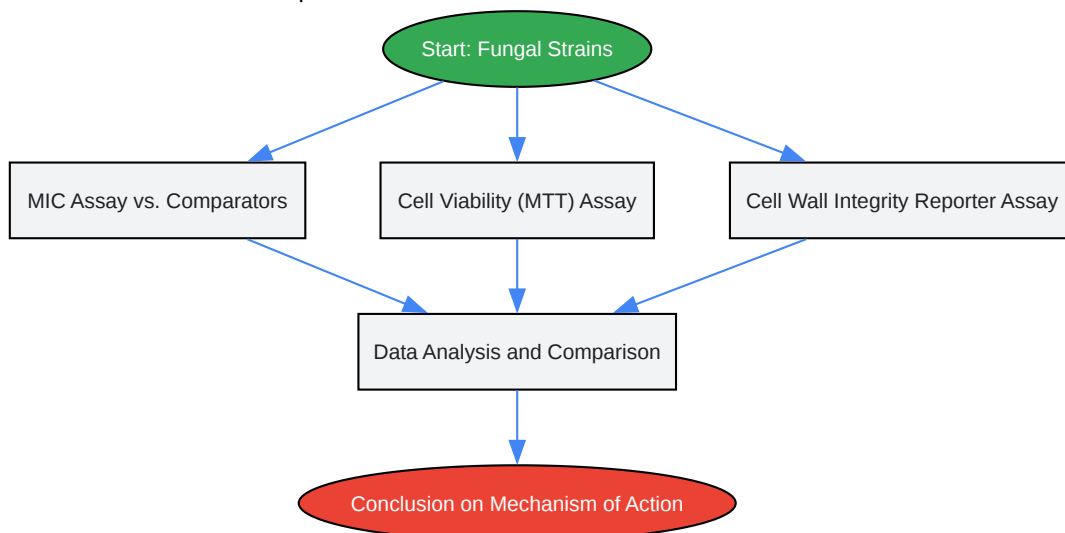 Start: Fungal Strains
MIC Assay vs. Comparators
Cell Viability (MTT) Assay
Cell Wall Integrity Reporter Assay
Data Analysis and Comparison
Conclusion on Mechanism of Action